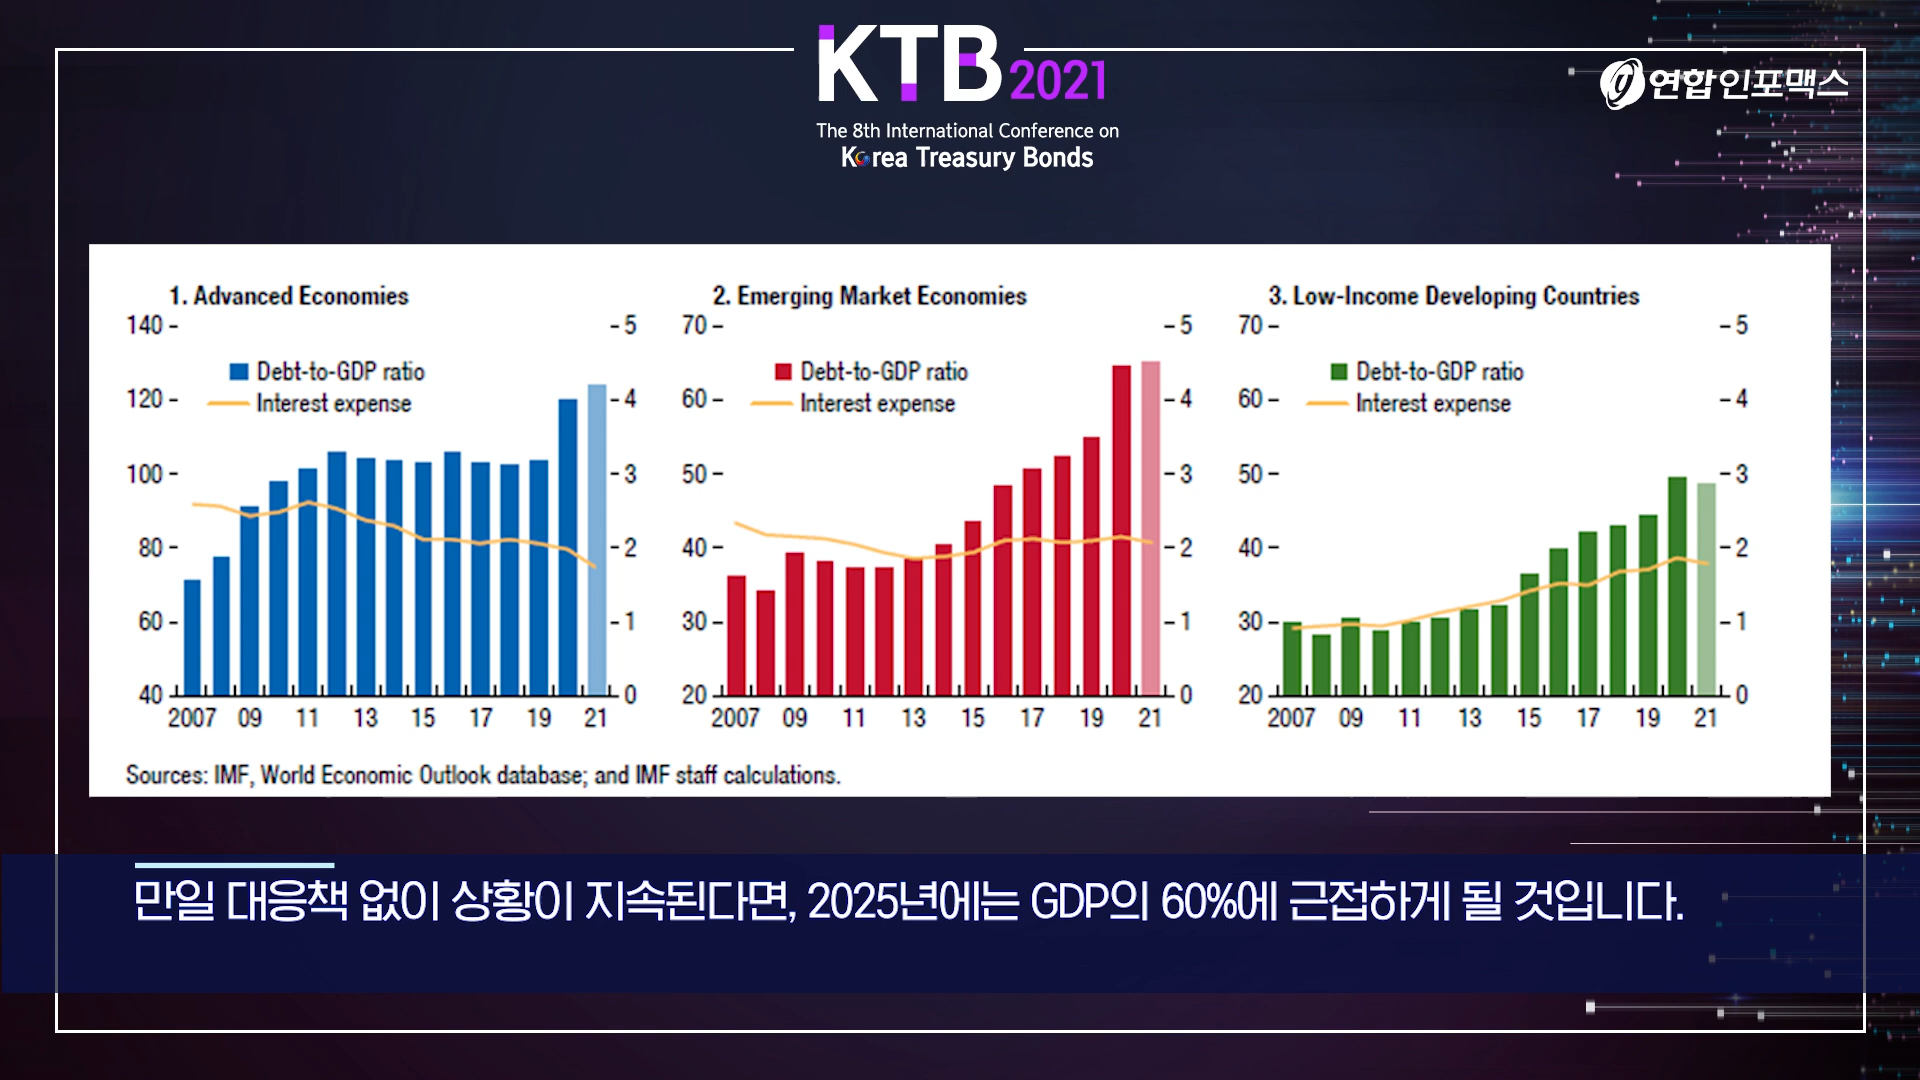 KTB 2021
The 8th International Conference on
Korea Treasury Bonds
연합인포맥스
1. Advanced Economies
140
120
100
80
60
40
5
4
3
2
1
0
Debt-to-GDP ratio
Interest expense
2007 09 11 13 15 17 19 21
2. Emerging Market Economies
70
60
50
40
30
20
5
4
3
2
1
0
Debt-to-GDP ratio
Interest expense
2007 09 11 13 15 17 19 21
3. Low-Income Developing Countries
70
60
50
40
30
20
5
4
3
2
1
0
Debt-to-GDP ratio
Interest expense
2007 09 11 13 15 17 19 21
Sources: IMF, World Economic Outlook database; and IMF staff calculations.
만일 대응책 없이 상황이 지속된다면, 2025년에는 GDP의 60%에 근접하게 될 것입니다.